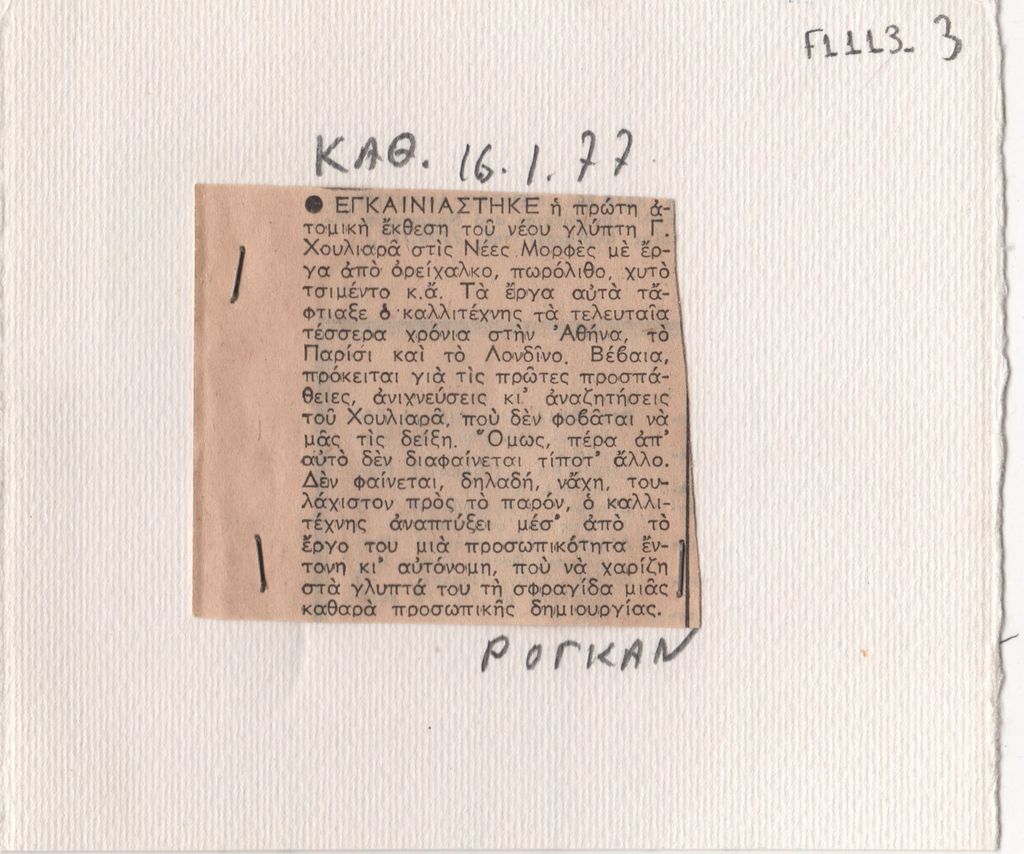 F1113. 3
ΚΑΘ. 16.1.77
● ΕΓΚΑΙΝΙΑΣΤΗΚΕ ἡ πρώτη ἀ-
τομικὴ ἔκθεση τοῦ νέου γλύπτη Γ.
Χουλιαρᾶ στὶς Νέες Μορφὲς μὲ ἔρ-
γα ἀπὸ ὀρείχαλκο, πωρόλιθο, χυτὸ
τσιμέντο κ.ἄ. Τὰ ἔργα αὐτὰ τἄ-
φτιαξε ὁ καλλιτέχνης τὰ τελευταῖα
τέσσερα χρόνια στὴν Ἀθήνα, τὸ
Παρίσι καὶ τὸ Λονδῖνο. Βέβαια,
πρόκειται γιὰ τὶς πρῶτες προσπά-
θειες, ἀνιχνεύσεις κι' ἀναζητήσεις
τοῦ Χουλιαρᾶ, ποὺ δὲν φοβᾶται νὰ
μᾶς τὶς δείξη. Ὅμως, πέρα ἀπ'
αὐτὸ δὲν διαφαίνεται τίποτ' ἄλλο.
Δὲν φαίνεται, δηλαδή, νἄχη, του-
λάχιστον πρὸς τὸ παρόν, ὁ καλλι-
τέχνης ἀναπτύξει μέσ' ἀπὸ τὸ
ἔργο του μιὰ προσωπικότητα ἔν-
τονη κι' αὐτόνομη, ποὺ νὰ χαρίζη
στὰ γλυπτά του τὴ σφραγίδα μιᾶς
καθαρὰ προσωπικῆς δημιουργίας.
ΡΟΓΚΑΝ